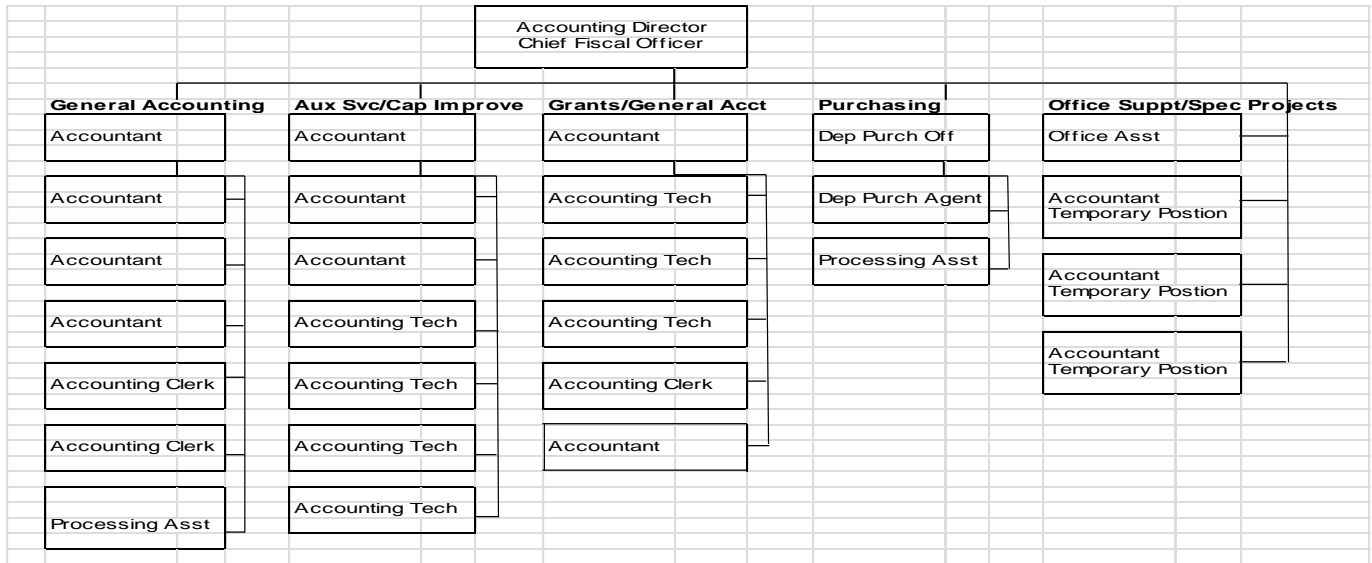 Accounting Director
Chief Fiscal Officer
General Accounting
Accountant
Accountant
Accountant
Accountant
Accounting Clerk
Accounting Clerk
Processing Asst
Aux Svc/Cap Improve
Accountant
Accountant
Accountant
Accounting Tech
Accounting Tech
Accounting Tech
Accounting Tech
Grants/General Acct
Accountant
Accounting Tech
Accounting Tech
Accounting Tech
Accounting Clerk
Accountant
Purchasing
Dep Purch Off
Dep Purch Agent
Processing Asst
Office Suppt/Spec Projects
Office Asst
Accountant
Temporary Postion
Accountant
Temporary Postion
Accountant
Temporary Postion